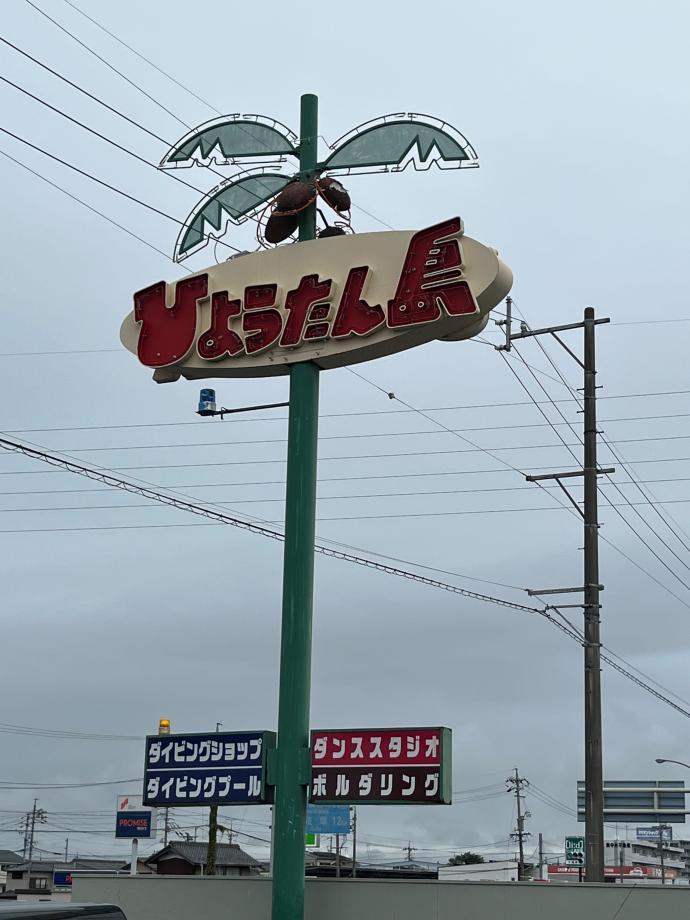 ひょうたん島
ダイビングショップ
ダイビングプール
ダンススタジオ
ボルダリング
PROMISE